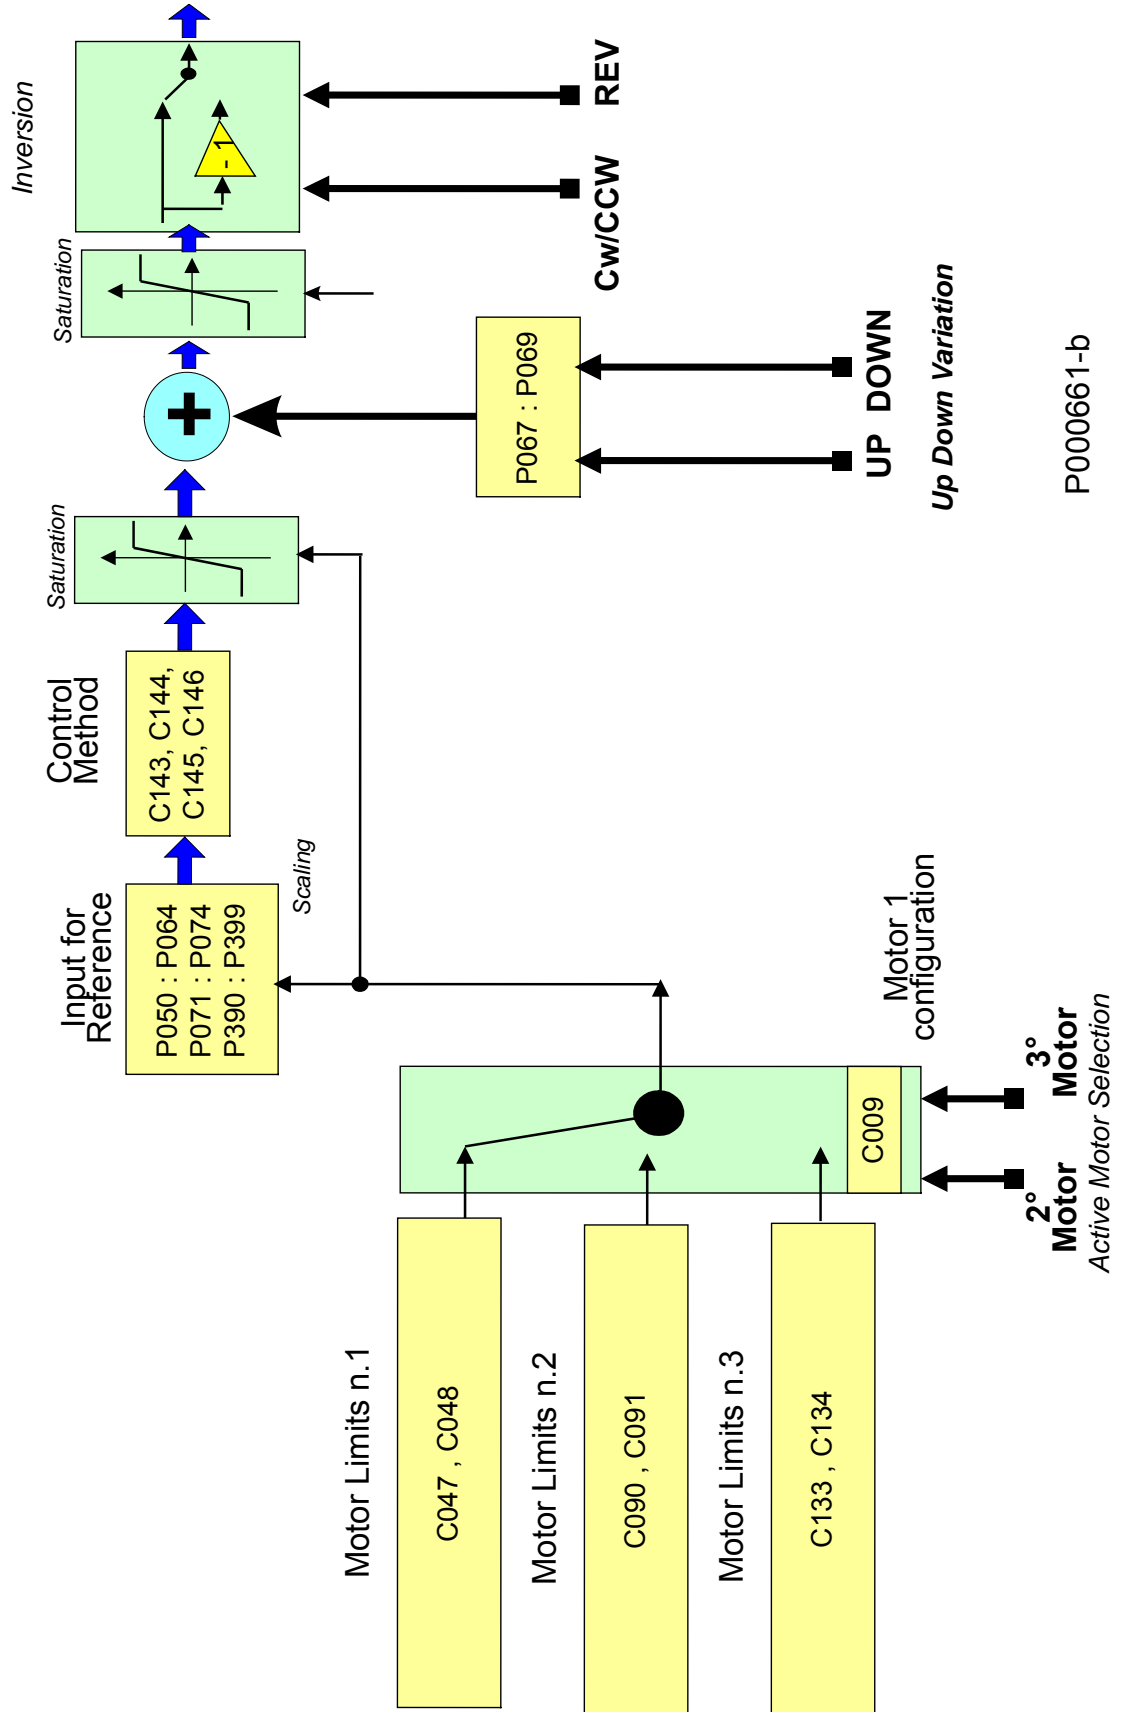 Motor Limits n.1
C047 , C048
Motor Limits n.2
C090 , C091
Motor Limits n.3
C133 , C134
C009
2°
Motor
3°
Motor
Active Motor Selection
Motor 1
configuration
Input for
Reference
P050 : P064
P071 : P074
P390 : P399
Scaling
Control
Method
C143, C144,
C145, C146
Saturation
+
P067 : P069
UP DOWN
Up Down Variation
Saturation
Inversion
- 1
Cw/CCW
REV
P000661-b